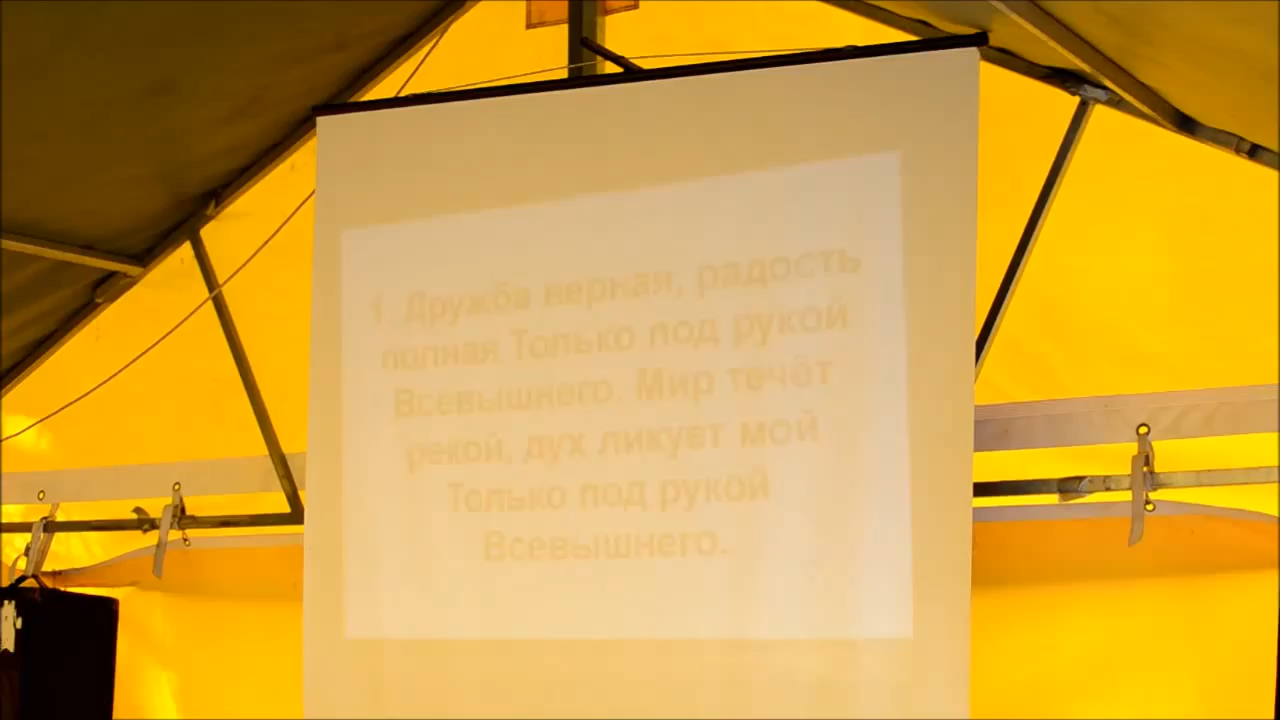 1. Дружба верная, радость
полная Только под рукой
Всевышнего. Мир течёт
рекой, дух ликует мой
Только под рукой
Всевышнего.